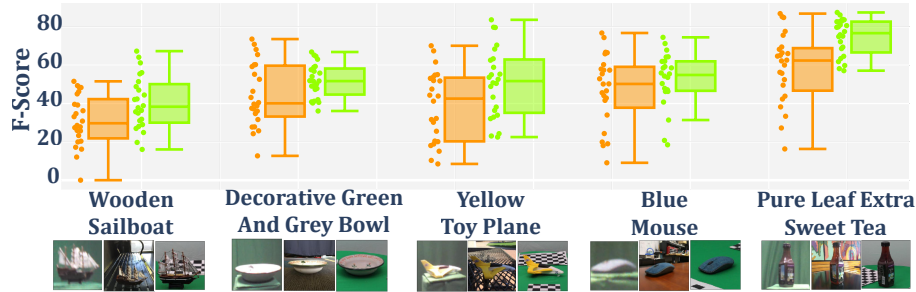 F-Score
80
60
40
20
0
Wooden
Sailboat
Decorative Green
And Grey Bowl
Yellow
Toy Plane
Blue
Mouse
Pure Leaf Extra
Sweet Tea